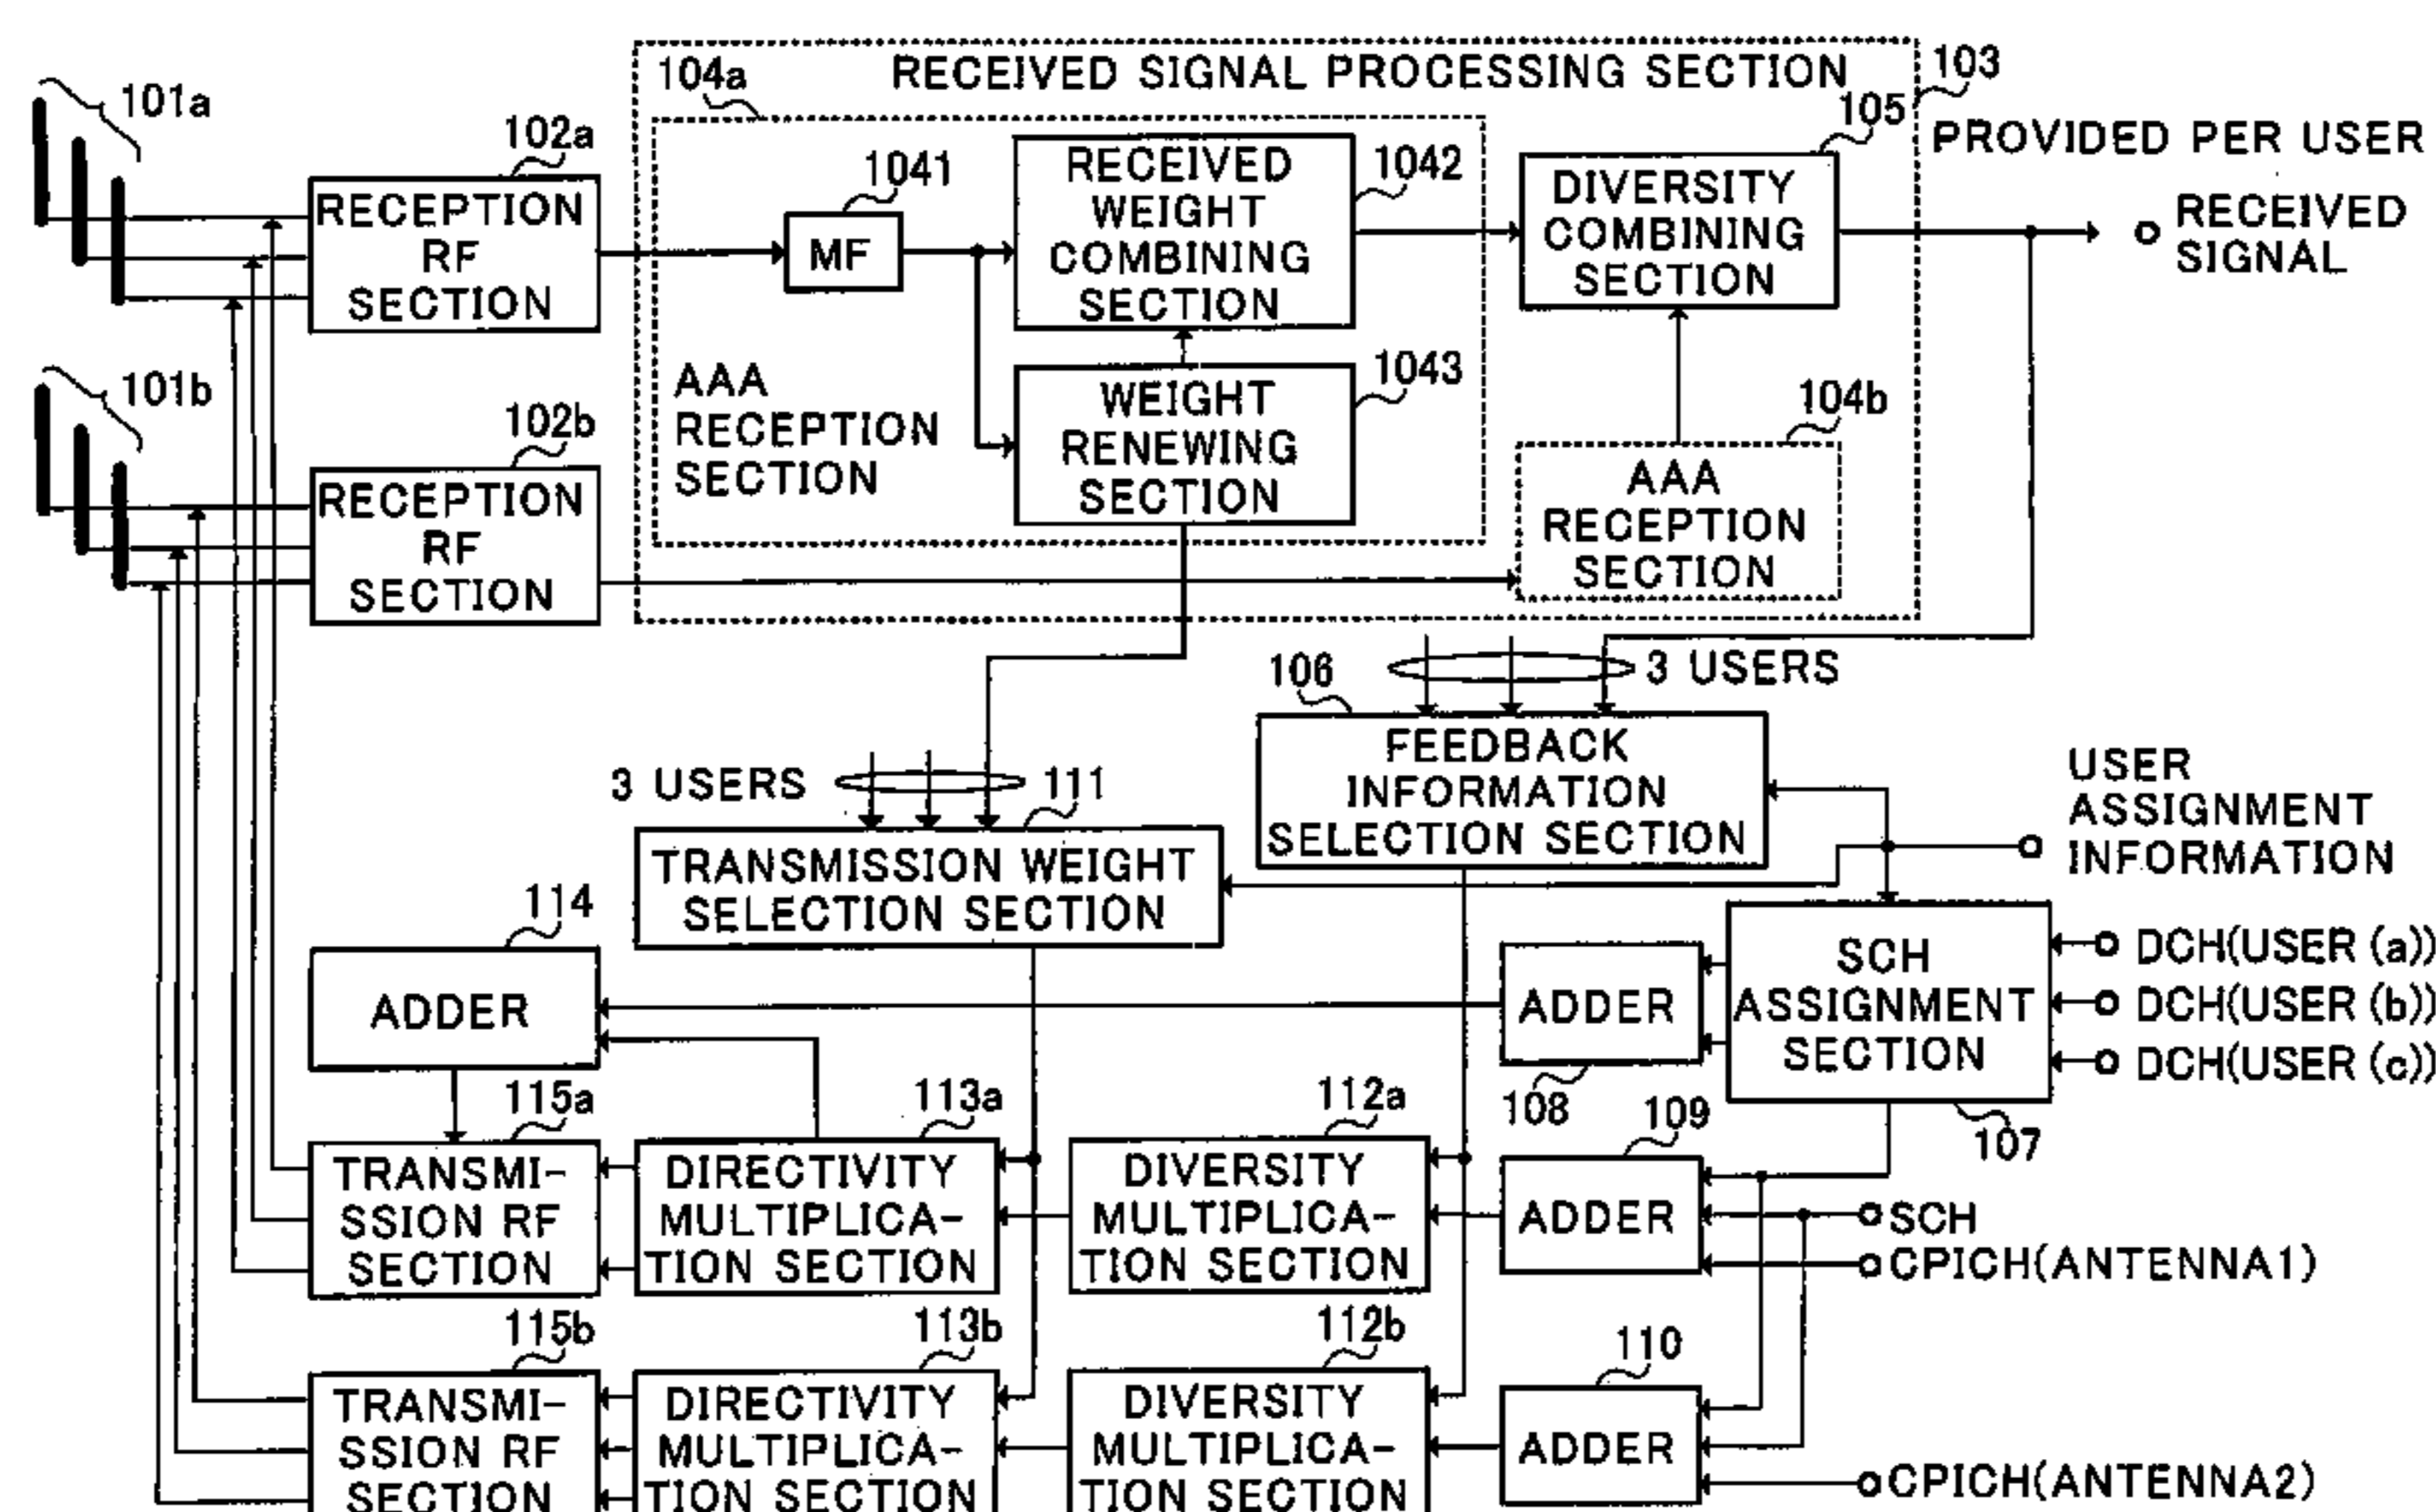 RECEIVED SIGNAL PROCESSING SECTION
103
104a
101a
102a
1041
1042
105
PROVIDED PER USER
RECEPTION
RF
SECTION
MF
RECEIVED
WEIGHT
COMBINING
SECTION
DIVERSITY
COMBINING
SECTION
RECEIVED
SIGNAL
101b
102b
AAA
RECEPTION
SECTION
1043
WEIGHT
RENEWING
SECTION
104b
AAA
RECEPTION
SECTION
RECEPTION
RF
SECTION
106
3 USERS
FEEDBACK
INFORMATION
SELECTION SECTION
USER
ASSIGNMENT
INFORMATION
3 USERS
111
TRANSMISSION WEIGHT
SELECTION SECTION
114
ADDER
ADDER
108
SCH
ASSIGNMENT
SECTION
107
DCH(USER (a))
DCH(USER (b))
DCH(USER (c))
115a
113a
112a
109
TRANSMI-
SSION RF
SECTION
DIRECTIVITY
MULTIPLICA-
TION SECTION
DIVERSITY
MULTIPLICA-
TION SECTION
ADDER
SCH
CPICH(ANTENNA1)
115b
113b
112b
110
TRANSMI-
SSION RF
SECTION
DIRECTIVITY
MULTIPLICA-
TION SECTION
DIVERSITY
MULTIPLICA-
TION SECTION
ADDER
CPICH(ANTENNA2)